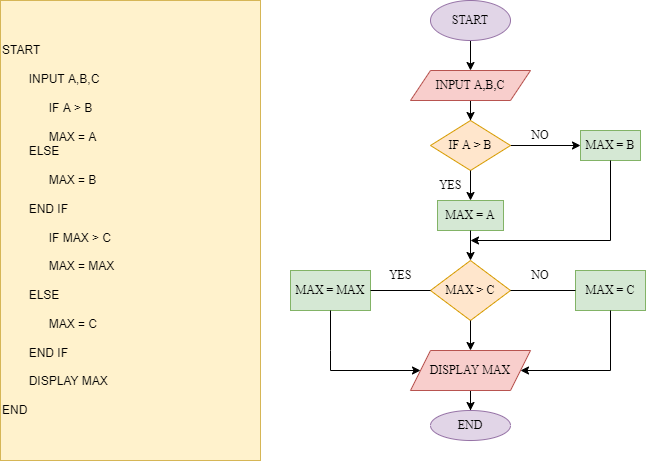 START
INPUT A,B,C
IF A > B
MAX = A
ELSE
MAX = B
END IF
IF MAX > C
MAX = MAX
ELSE
MAX = C
END IF
DISPLAY MAX
END
START
INPUT A,B,C
IF A > B
NO
MAX = B
YES
MAX = A
MAX = MAX
YES
MAX > C
NO
MAX = C
DISPLAY MAX
END